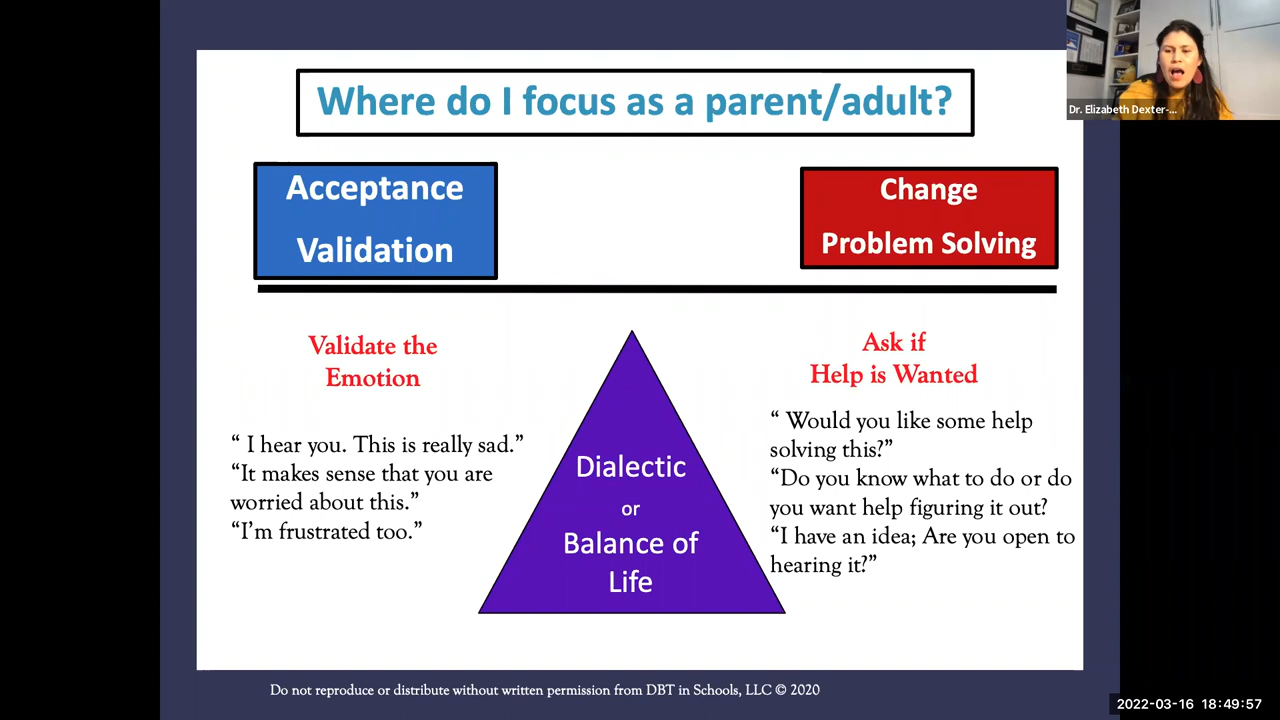 Where do I focus as a parent/adult?
Acceptance
Validation
Change
Problem Solving
Validate the
Emotion
“ I hear you. This is really sad.”
“It makes sense that you are
worried about this.”
“I’m frustrated too.”
Dialectic
or
Balance of
Life
Ask if
Help is Wanted
“ Would you like some help
solving this?”
“Do you know what to do or do
you want help figuring it out?
“I have an idea; Are you open to
hearing it?”
Do not reproduce or distribute without written permission from DBT in Schools, LLC © 2020
Dr. Elizabeth Dexter-...
2022-03-16 18:49:57